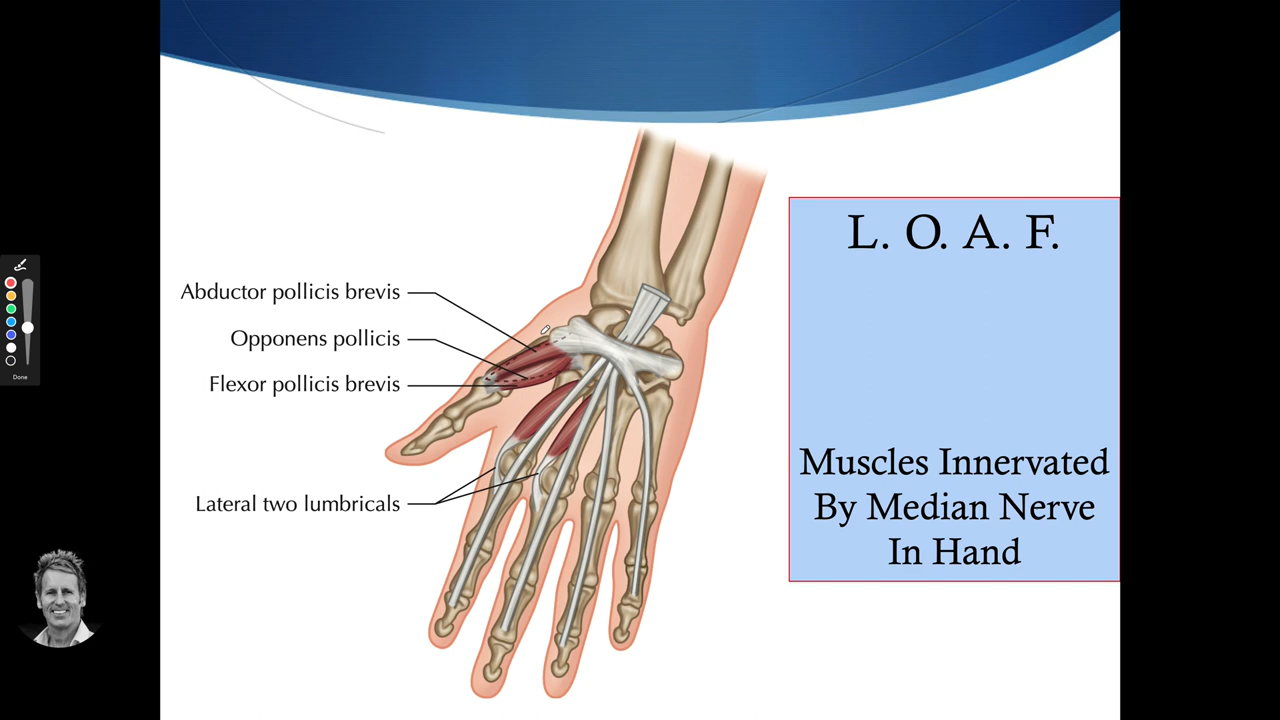 L. O. A. F.
Abductor pollicis brevis
Opponens pollicis
Flexor pollicis brevis
Lateral two lumbricals
Muscles Innervated
By Median Nerve
In Hand
Done